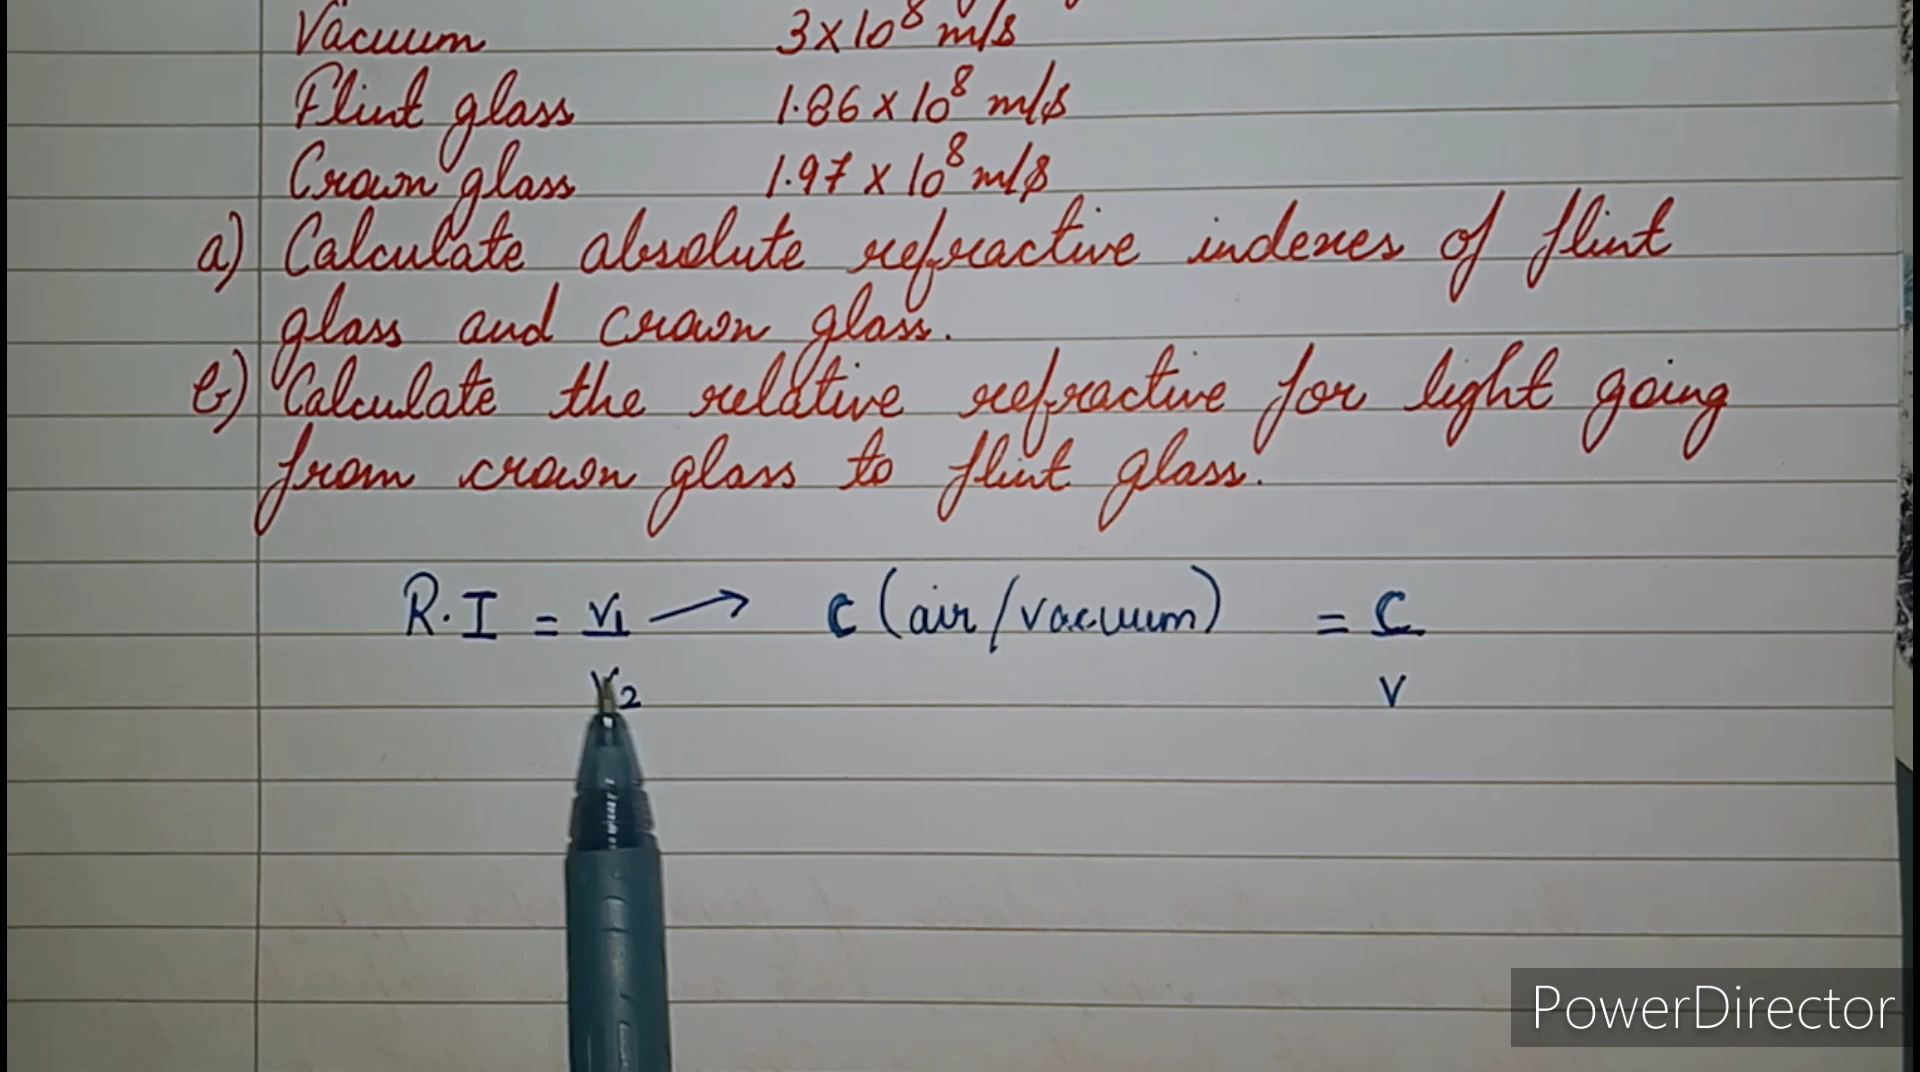 Vacuum 3x10⁸ m/s
Flint glass 1.86 x 10⁸ m/s
Crown glass 1.97 x 10⁸ m/s
a) Calculate absolute refractive indexes of flint
glass and crown glass.
b) Calculate the relative refractive for light going
from crown glass to flint glass.
R.I = v1 → c (air/vacuum) = c
v2 v
PowerDirector